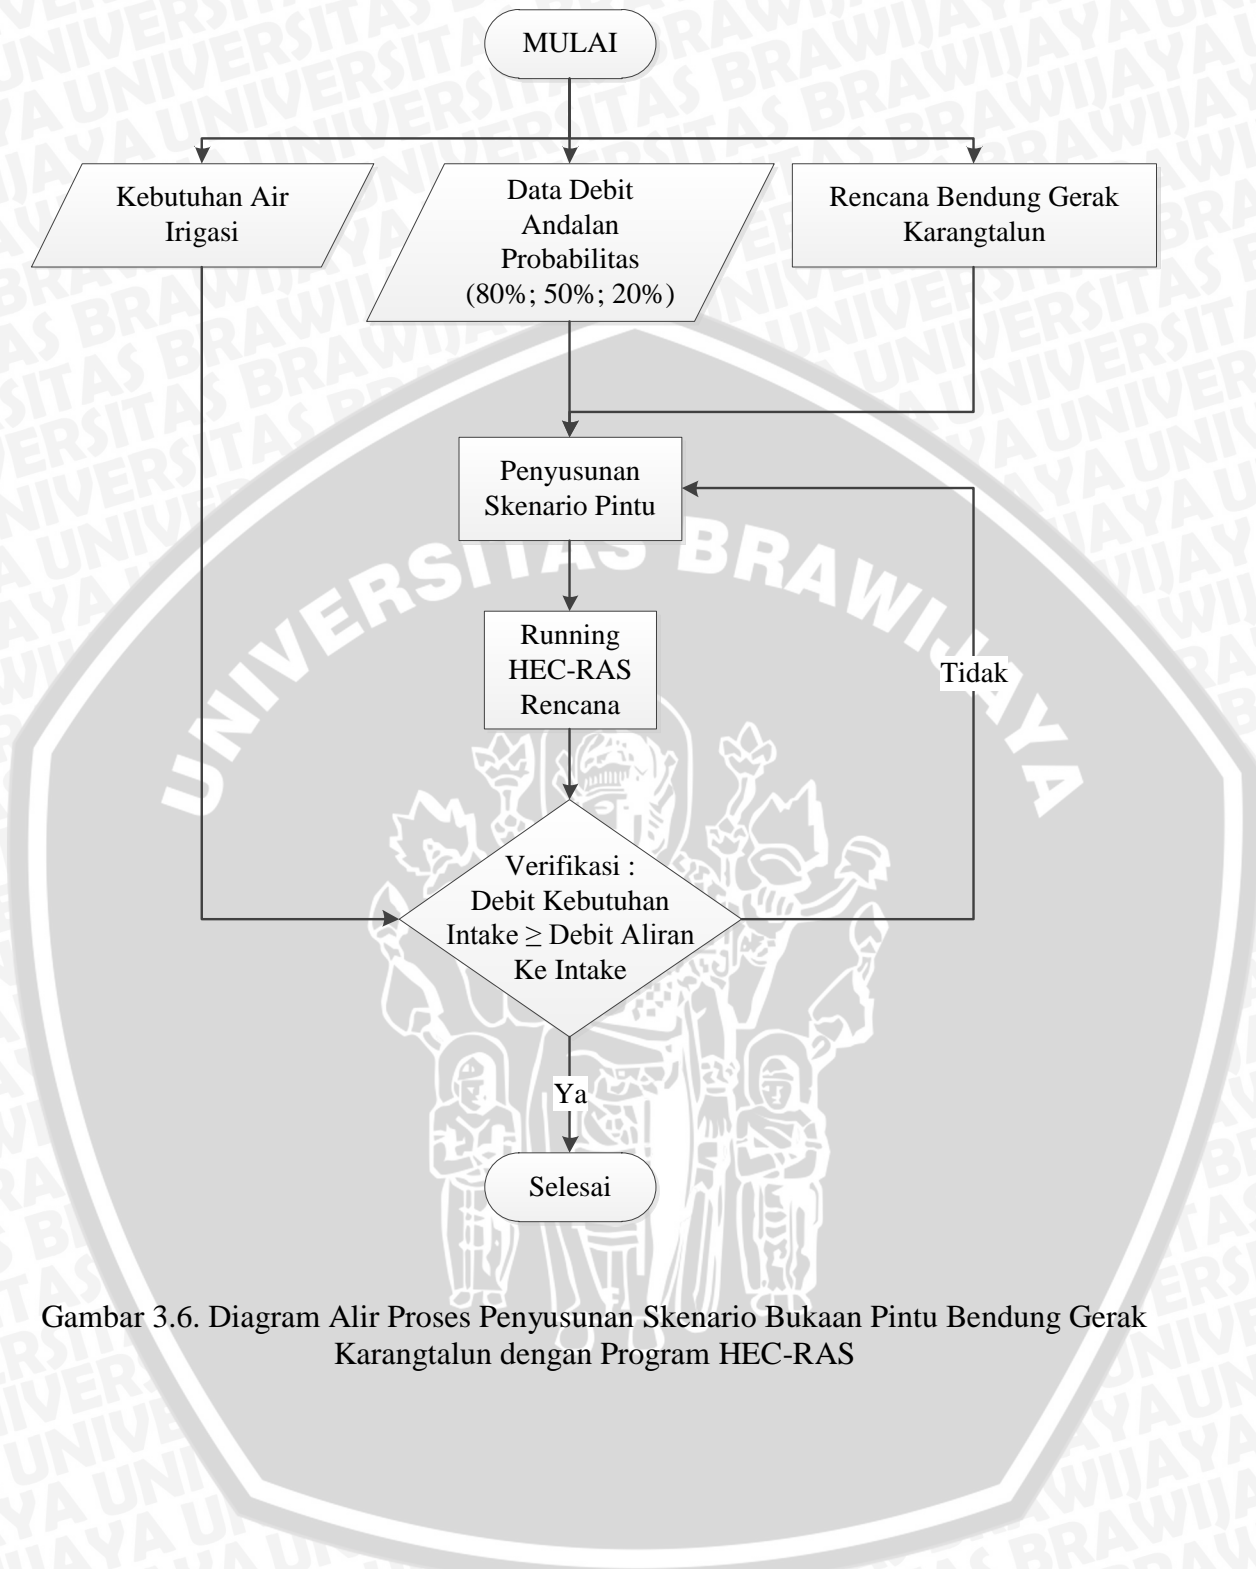 MULAI
Kebutuhan Air
Irigasi
Data Debit
Andalan
Probabilitas
(80%; 50%; 20%)
Rencana Bendung Gerak
Karangtalun
Penyusunan
Skenario Pintu
Running
HEC-RAS
Rencana
Tidak
Verifikasi :
Debit Kebutuhan
Intake ≥ Debit Aliran
Ke Intake
Ya
Selesai
Gambar 3.6. Diagram Alir Proses Penyusunan Skenario Bukaan Pintu Bendung Gerak
Karangtalun dengan Program HEC-RAS
UNIVERSITAS BRAWIJAYA